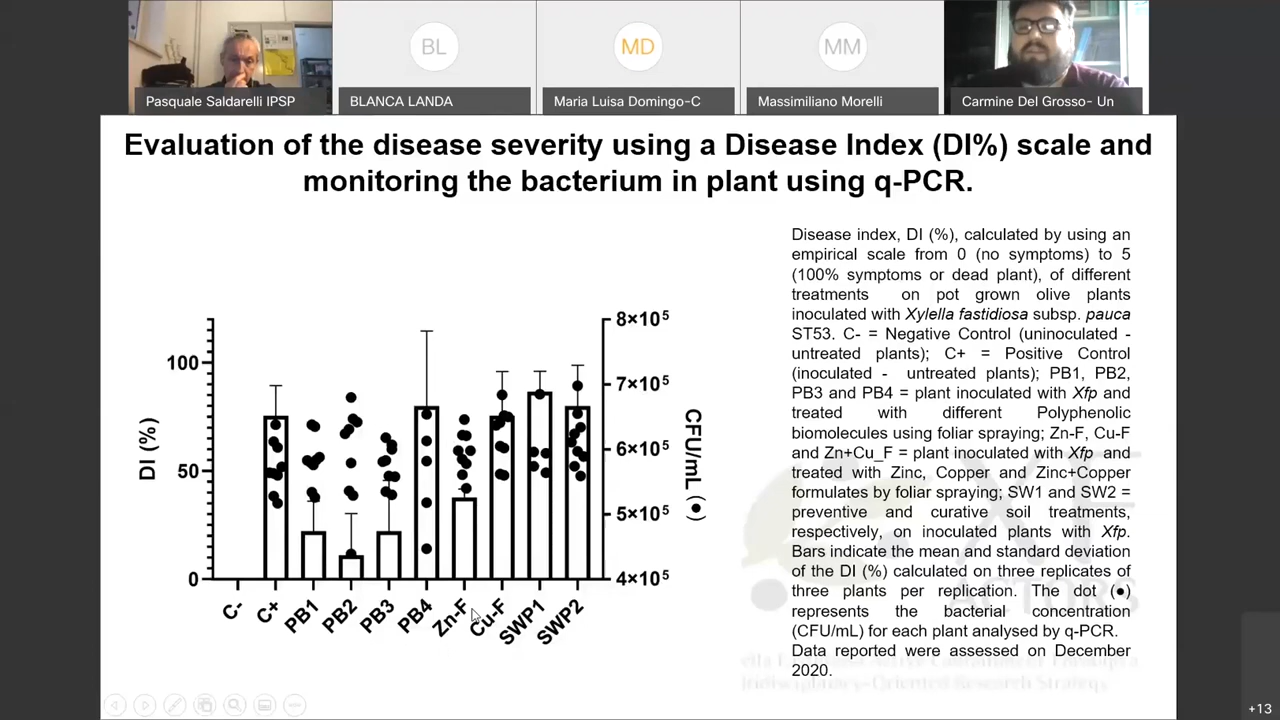 BL
MD
MM
Pasquale Saldarelli IPSP
BLANCA LANDA
Maria Luisa Domingo-C
Massimiliano Morelli
Carmine Del Grosso- Un
Evaluation of the disease severity using a Disease Index (DI%) scale and
monitoring the bacterium in plant using q-PCR.
DI (%)
100
50
0
8×10⁵
7×10⁵
6×10⁵
5×10⁵
4×10⁵
CFU/mL (●)
C-
C+
PB1
PB2
PB3
PB4
Zn-F
Cu-F
SWP1
SWP2
Disease index, DI (%), calculated by using an
empirical scale from 0 (no symptoms) to 5
(100% symptoms or dead plant), of different
treatments on pot grown olive plants
inoculated with Xylella fastidiosa subsp. pauca
ST53. C- = Negative Control (uninoculated -
untreated plants); C+ = Positive Control
(inoculated - untreated plants); PB1, PB2,
PB3 and PB4 = plant inoculated with Xfp and
treated with different Polyphenolic
biomolecules using foliar spraying; Zn-F, Cu-F
and Zn+Cu_F = plant inoculated with Xfp and
treated with Zinc, Copper and Zinc+Copper
formulates by foliar spraying; SW1 and SW2 =
preventive and curative soil treatments,
respectively, on inoculated plants with Xfp.
Bars indicate the mean and standard deviation
of the DI (%) calculated on three replicates of
three plants per replication. The dot (●)
represents the bacterial concentration
(CFU/mL) for each plant analysed by q-PCR.
Data reported were assessed on December
2020.
XF
ACTORS
+13